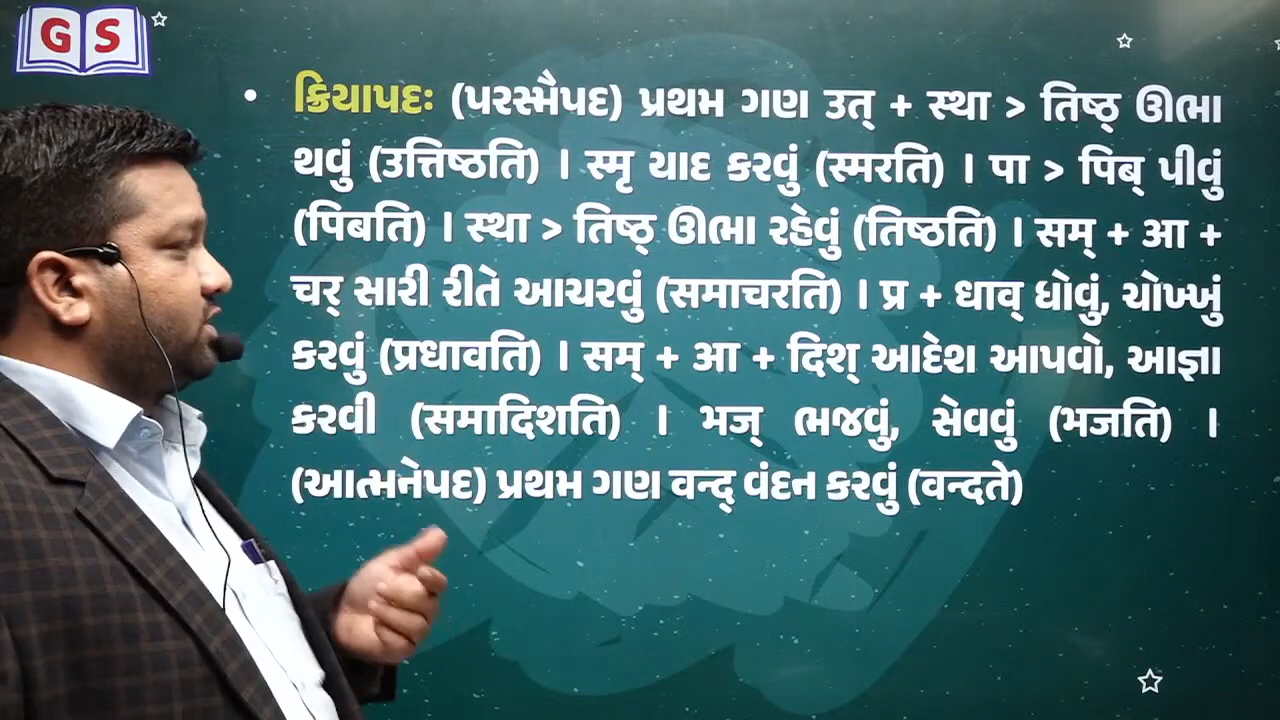 GS
• ક્રિયાપદઃ (પરસ્મૈપદ) પ્રથમ ગણ उत् + स्था > तिष्ठ् ઊભા
થવું (उत्तिष्ठति) । स्मृ યાદ કરવું (स्मरति) । पा > पिब् પીવું
(पिबति) । स्था > तिष्ठ् ઊભા રહેવું (तिष्ठति) । सम् + आ +
चर् સારી રીતે આચરવું (समाचरति) । प्र + धाव् ધોવું, ચોખ્ખું
કરવું (प्रधावति) । सम् + आ + दिश् આદેશ આપવો, આજ્ઞા
કરવી (समादिशति) । भज् ભજવું, સેવવું (भजति) ।
(આત્મનેપદ) પ્રથમ ગણ वन्द् વંદન કરવું (वन्दते)